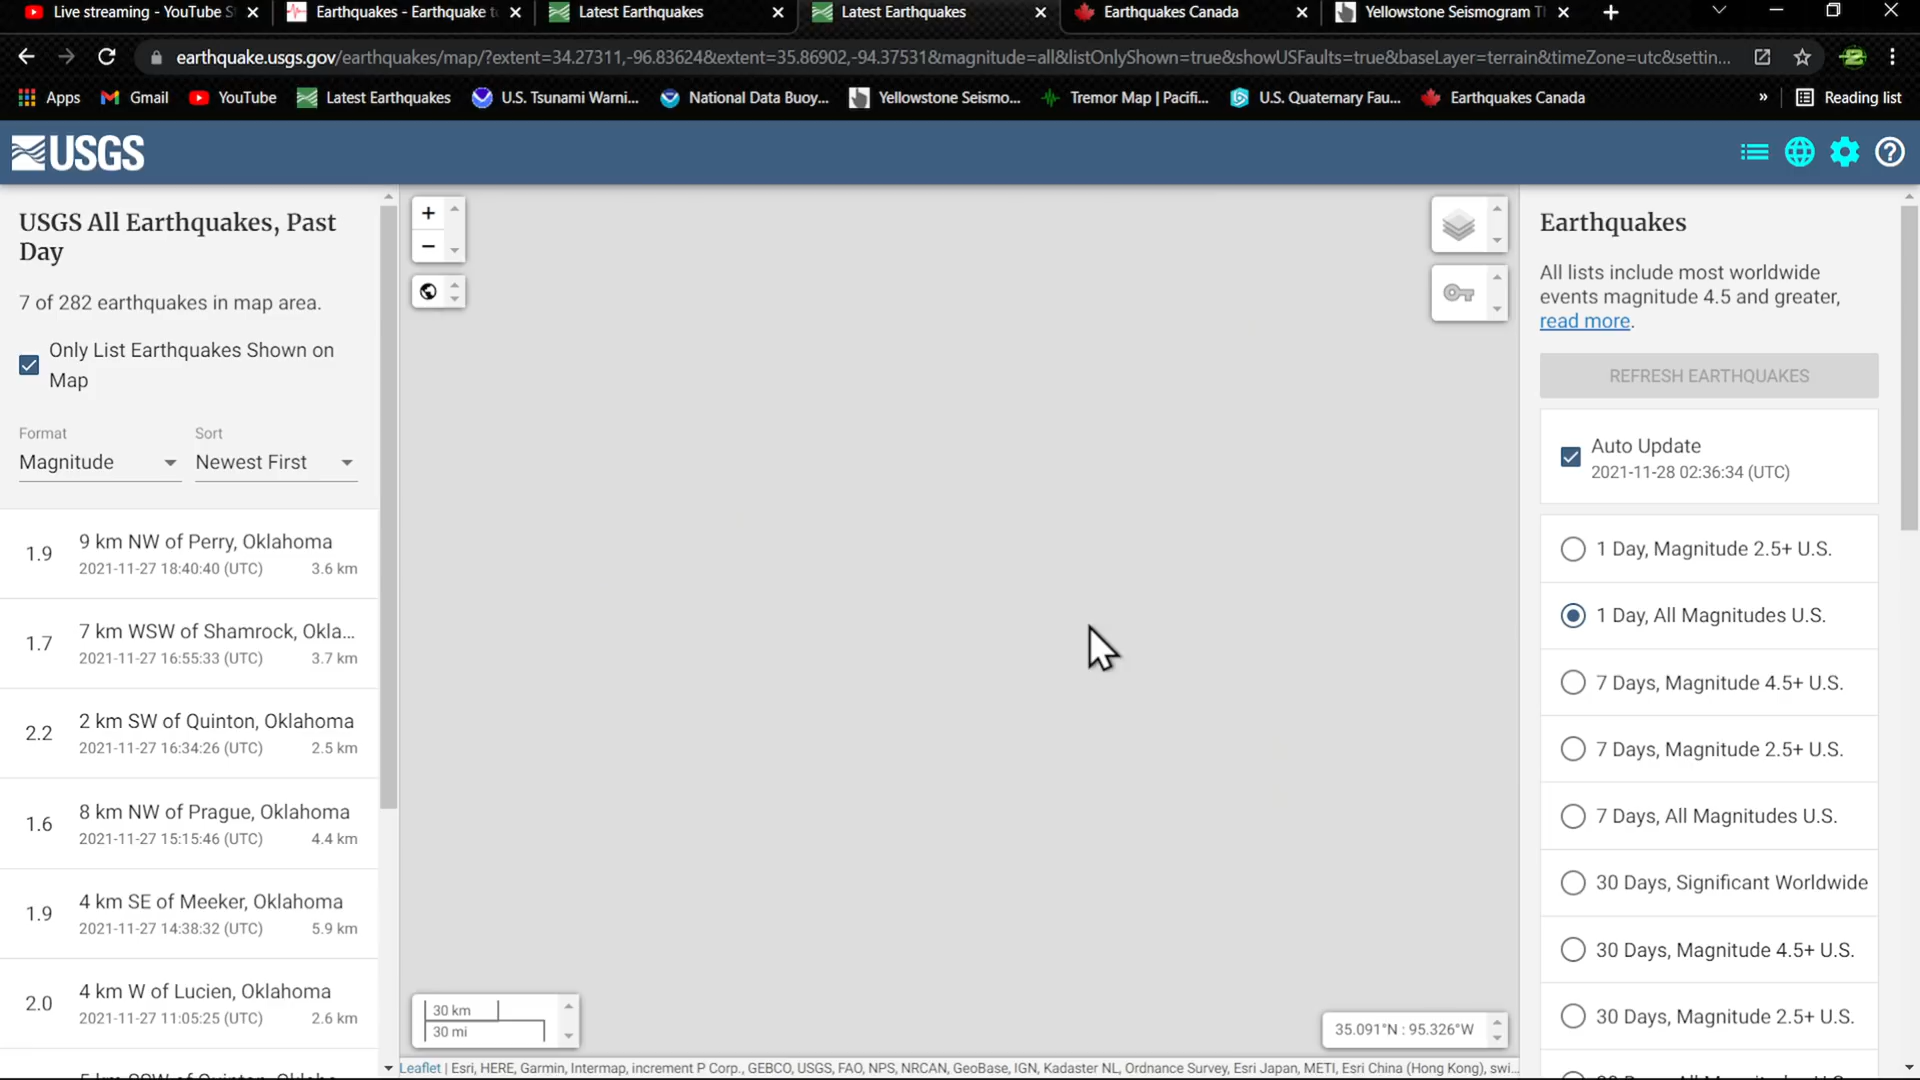 Live streaming - YouTube S
Earthquakes - Earthquake t
Latest Earthquakes
Latest Earthquakes
Earthquakes Canada
Yellowstone Seismogram T
earthquake.usgs.gov/earthquakes/map/?extent=34.27311,-96.83624&extent=35.86902,-94.37531&magnitude=all&listOnlyShown=true&showUSFaults=true&baseLayer=terrain&timeZone=utc&settin...
Apps
Gmail
YouTube
Latest Earthquakes
U.S. Tsunami Warni...
National Data Buoy...
Yellowstone Seismo...
Tremor Map | Pacifi...
U.S. Quaternary Fau...
Earthquakes Canada
»
Reading list
USGS
USGS All Earthquakes, Past
Day
7 of 282 earthquakes in map area.
Only List Earthquakes Shown on
Map
Format
Sort
Magnitude
Newest First
1.9
9 km NW of Perry, Oklahoma
2021-11-27 18:40:40 (UTC)
3.6 km
1.7
7 km WSW of Shamrock, Okla...
2021-11-27 16:55:33 (UTC)
3.7 km
2.2
2 km SW of Quinton, Oklahoma
2021-11-27 16:34:26 (UTC)
2.5 km
1.6
8 km NW of Prague, Oklahoma
2021-11-27 15:15:46 (UTC)
4.4 km
1.9
4 km SE of Meeker, Oklahoma
2021-11-27 14:38:32 (UTC)
5.9 km
2.0
4 km W of Lucien, Oklahoma
2021-11-27 11:05:25 (UTC)
2.6 km
+
−
30 km
30 mi
35.091°N : 95.326°W
Leaflet | Esri, HERE, Garmin, Intermap, increment P Corp., GEBCO, USGS, FAO, NPS, NRCAN, GeoBase, IGN, Kadaster NL, Ordnance Survey, Esri Japan, METI, Esri China (Hong Kong), swi...
Earthquakes
All lists include most worldwide
events magnitude 4.5 and greater,
read more.
REFRESH EARTHQUAKES
Auto Update
2021-11-28 02:36:34 (UTC)
1 Day, Magnitude 2.5+ U.S.
1 Day, All Magnitudes U.S.
7 Days, Magnitude 4.5+ U.S.
7 Days, Magnitude 2.5+ U.S.
7 Days, All Magnitudes U.S.
30 Days, Significant Worldwide
30 Days, Magnitude 4.5+ U.S.
30 Days, Magnitude 2.5+ U.S.